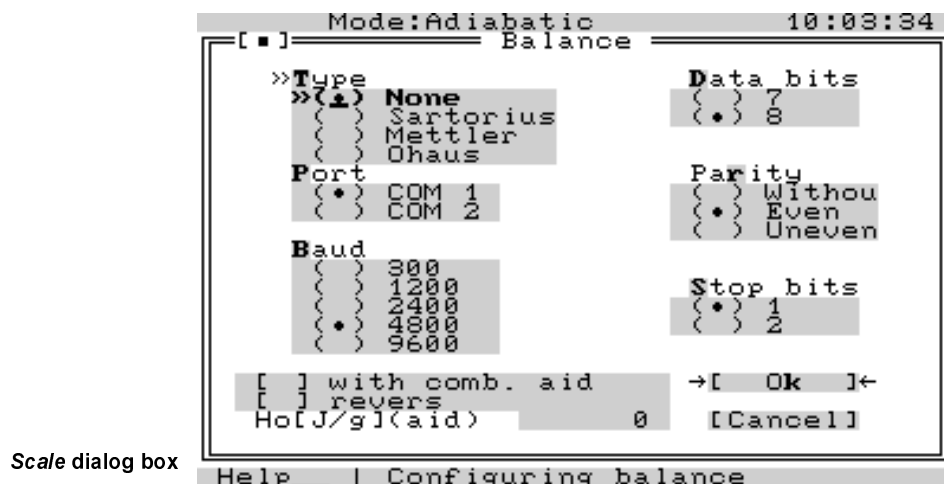 Mode:Adiabatic 10:03:34
[■] Balance
»Type
»(•) None
( ) Sartorius
( ) Mettler
( ) Ohaus
Port
(•) COM 1
( ) COM 2
Baud
( ) 300
( ) 1200
( ) 2400
(•) 4800
( ) 9600
Data bits
( ) 7
(•) 8
Parity
( ) Withou
(•) Even
( ) Uneven
Stop bits
(•) 1
( ) 2
[ ] with comb. aid
[ ] revers
Ho[J/g](aid) 0
→[ Ok ]←
[Cancel]
Scale dialog box
Help | Configuring balance